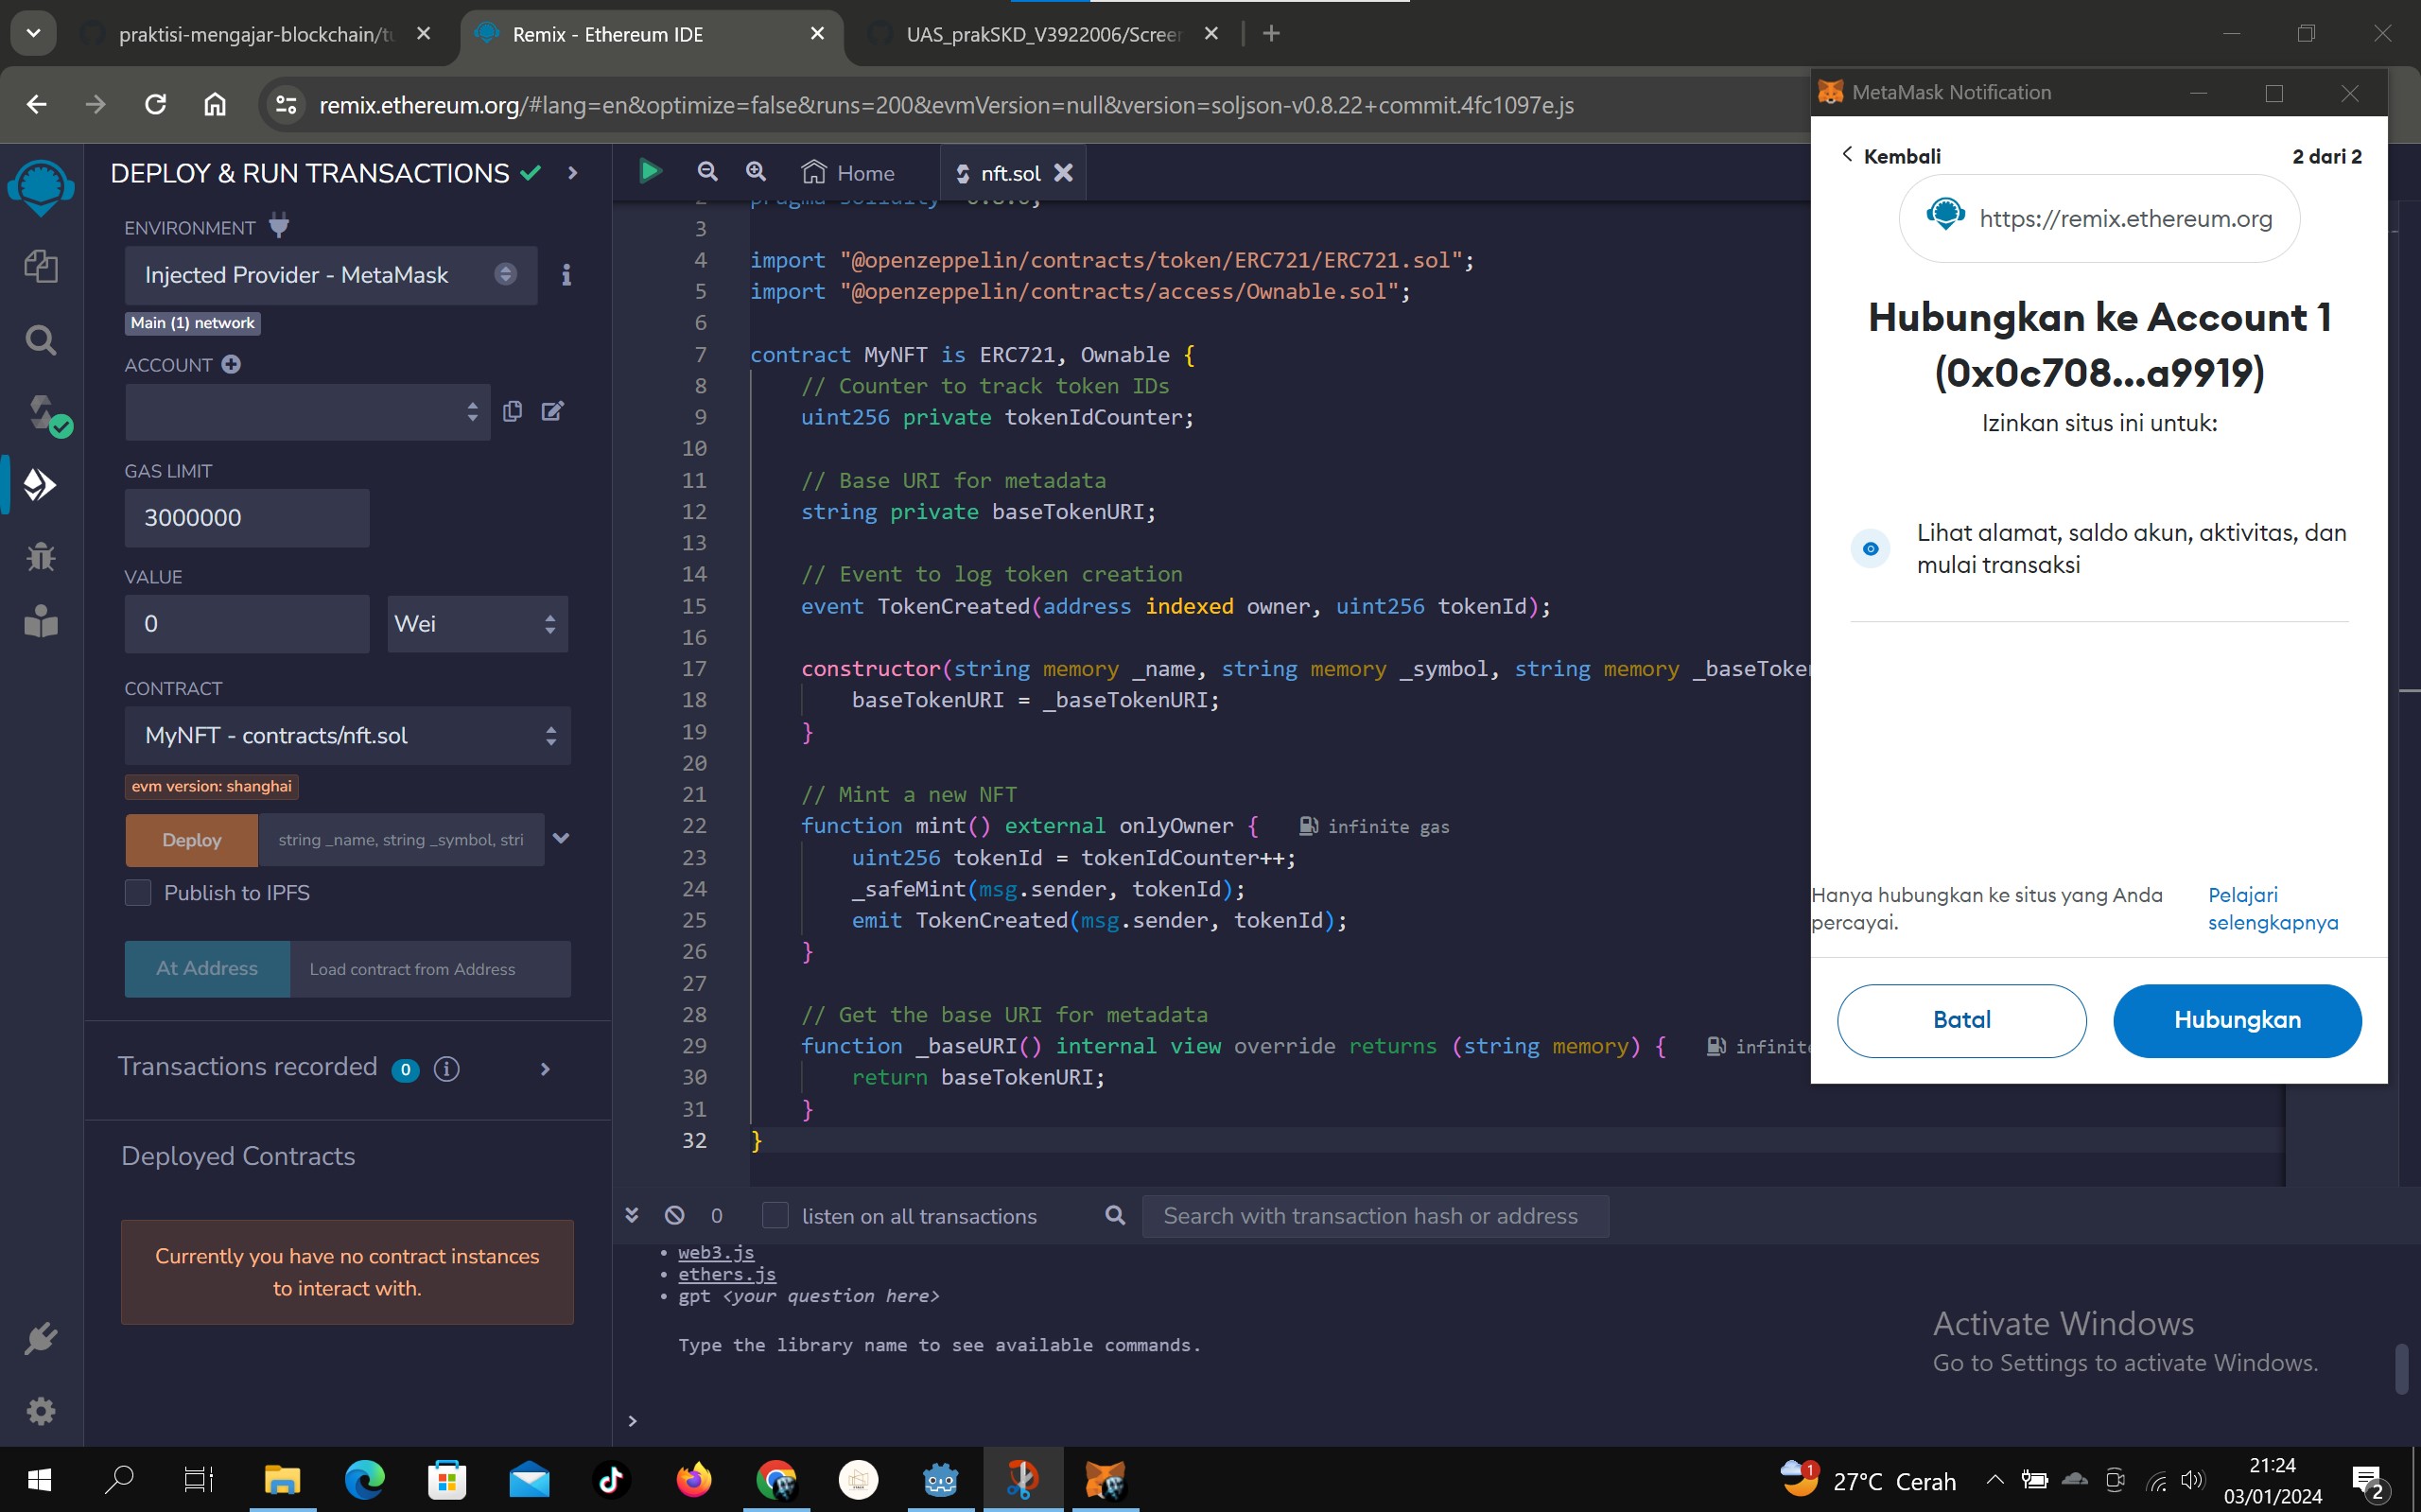 praktisi-mengajar-blockchain/tu
Remix - Ethereum IDE
UAS_prakSKD_V3922006/Screen
remix.ethereum.org/#lang=en&optimize=false&runs=200&evmVersion=null&version=soljson-v0.8.22+commit.4fc1097e.js
DEPLOY & RUN TRANSACTIONS
ENVIRONMENT
Injected Provider - MetaMask
Main (1) network
ACCOUNT
GAS LIMIT
3000000
VALUE
0
Wei
CONTRACT
MyNFT - contracts/nft.sol
evm version: shanghai
Deploy
string _name, string _symbol, stri
Publish to IPFS
At Address
Load contract from Address
Transactions recorded 0
Deployed Contracts
Currently you have no contract instances
to interact with.
Home
nft.sol
3
4 import "@openzeppelin/contracts/token/ERC721/ERC721.sol";
5 import "@openzeppelin/contracts/access/Ownable.sol";
6
7 contract MyNFT is ERC721, Ownable {
8 // Counter to track token IDs
9 uint256 private tokenIdCounter;
10
11 // Base URI for metadata
12 string private baseTokenURI;
13
14 // Event to log token creation
15 event TokenCreated(address indexed owner, uint256 tokenId);
16
17 constructor(string memory _name, string memory _symbol, string memory _baseToken
18 baseTokenURI = _baseTokenURI;
19 }
20
21 // Mint a new NFT
22 function mint() external onlyOwner { infinite gas
23 uint256 tokenId = tokenIdCounter++;
24 _safeMint(msg.sender, tokenId);
25 emit TokenCreated(msg.sender, tokenId);
26 }
27
28 // Get the base URI for metadata
29 function _baseURI() internal view override returns (string memory) { infinite
30 return baseTokenURI;
31 }
32 }
0
listen on all transactions
Search with transaction hash or address
• web3.js
• ethers.js
• gpt <your question here>
Type the library name to see available commands.
>
MetaMask Notification
Kembali
2 dari 2
https://remix.ethereum.org
Hubungkan ke Account 1
(0x0c708...a9919)
Izinkan situs ini untuk:
Lihat alamat, saldo akun, aktivitas, dan
mulai transaksi
Hanya hubungkan ke situs yang Anda
percayai.
Pelajari
selengkapnya
Batal
Hubungkan
Activate Windows
Go to Settings to activate Windows.
1
27°C Cerah
21:24
03/01/2024
2